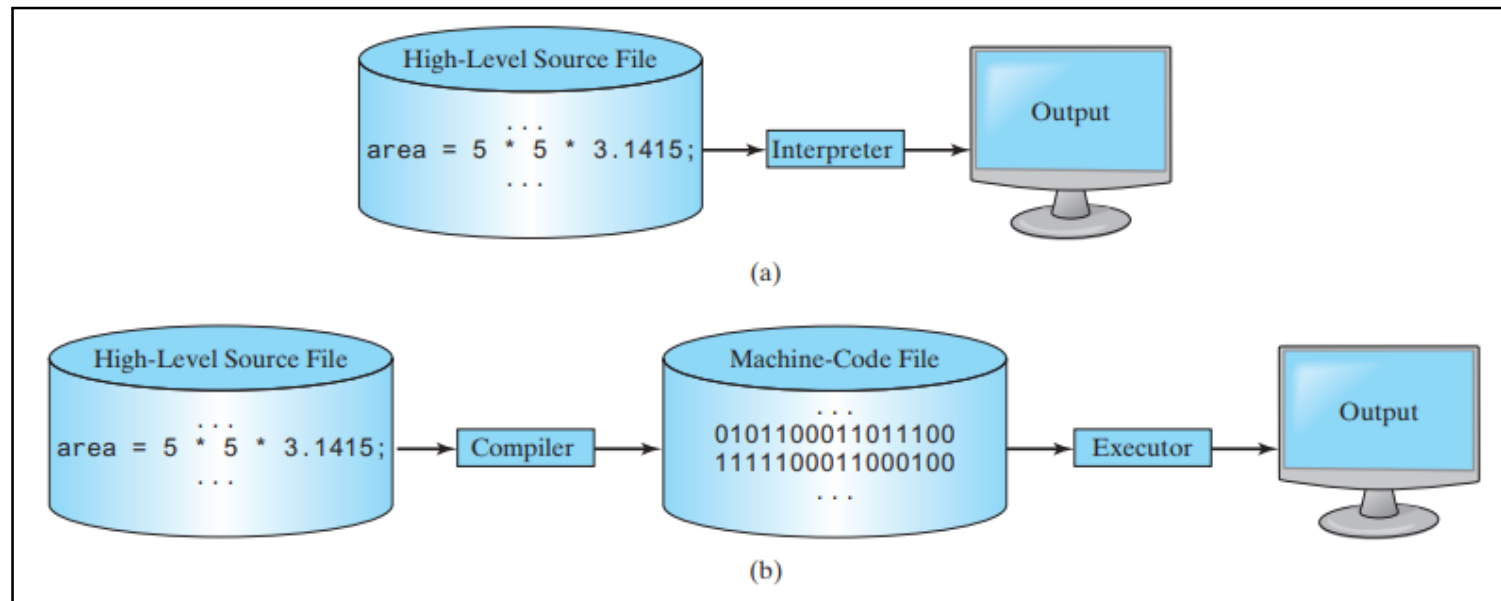 High-Level Source File
...
area = 5 * 5 * 3.1415;
...
Interpreter
Output
(a)
High-Level Source File
...
area = 5 * 5 * 3.1415;
...
Compiler
Machine-Code File
...
0101100011011100
1111100011000100
...
Executor
Output
(b)